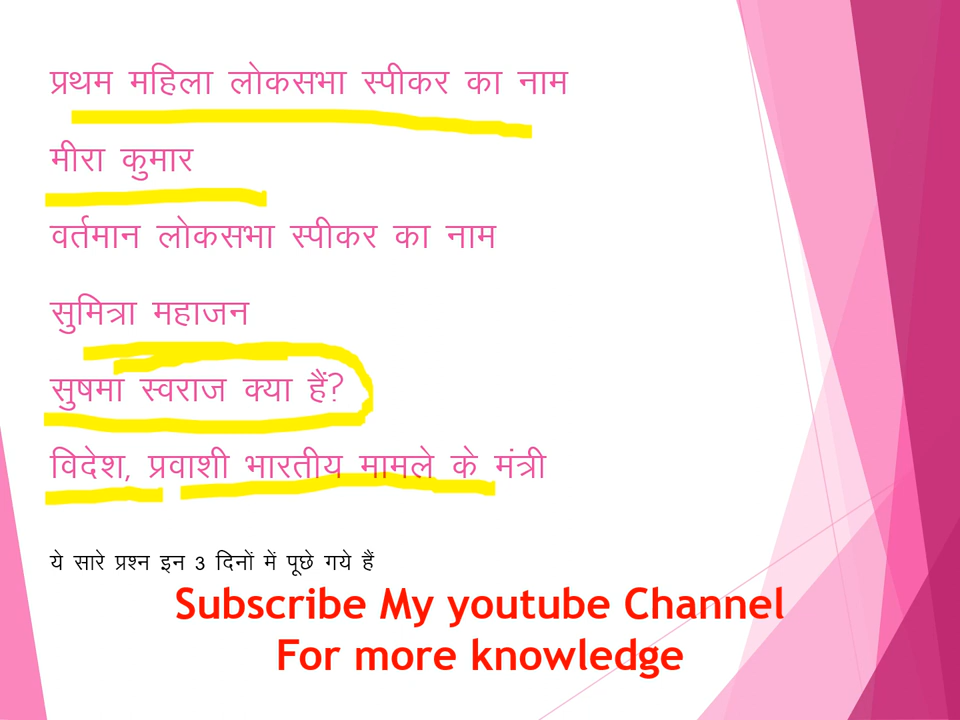 प्रथम महिला लोकसभा स्पीकर का नाम
मीरा कुमार
वर्तमान लोकसभा स्पीकर का नाम
सुमित्रा महाजन
सुषमा स्वराज क्या हैं?
विदेश, प्रवाशी भारतीय मामले के मंत्री
ये सारे प्रश्न इन 3 दिनों में पूछे गये हैं
Subscribe My youtube Channel
For more knowledge